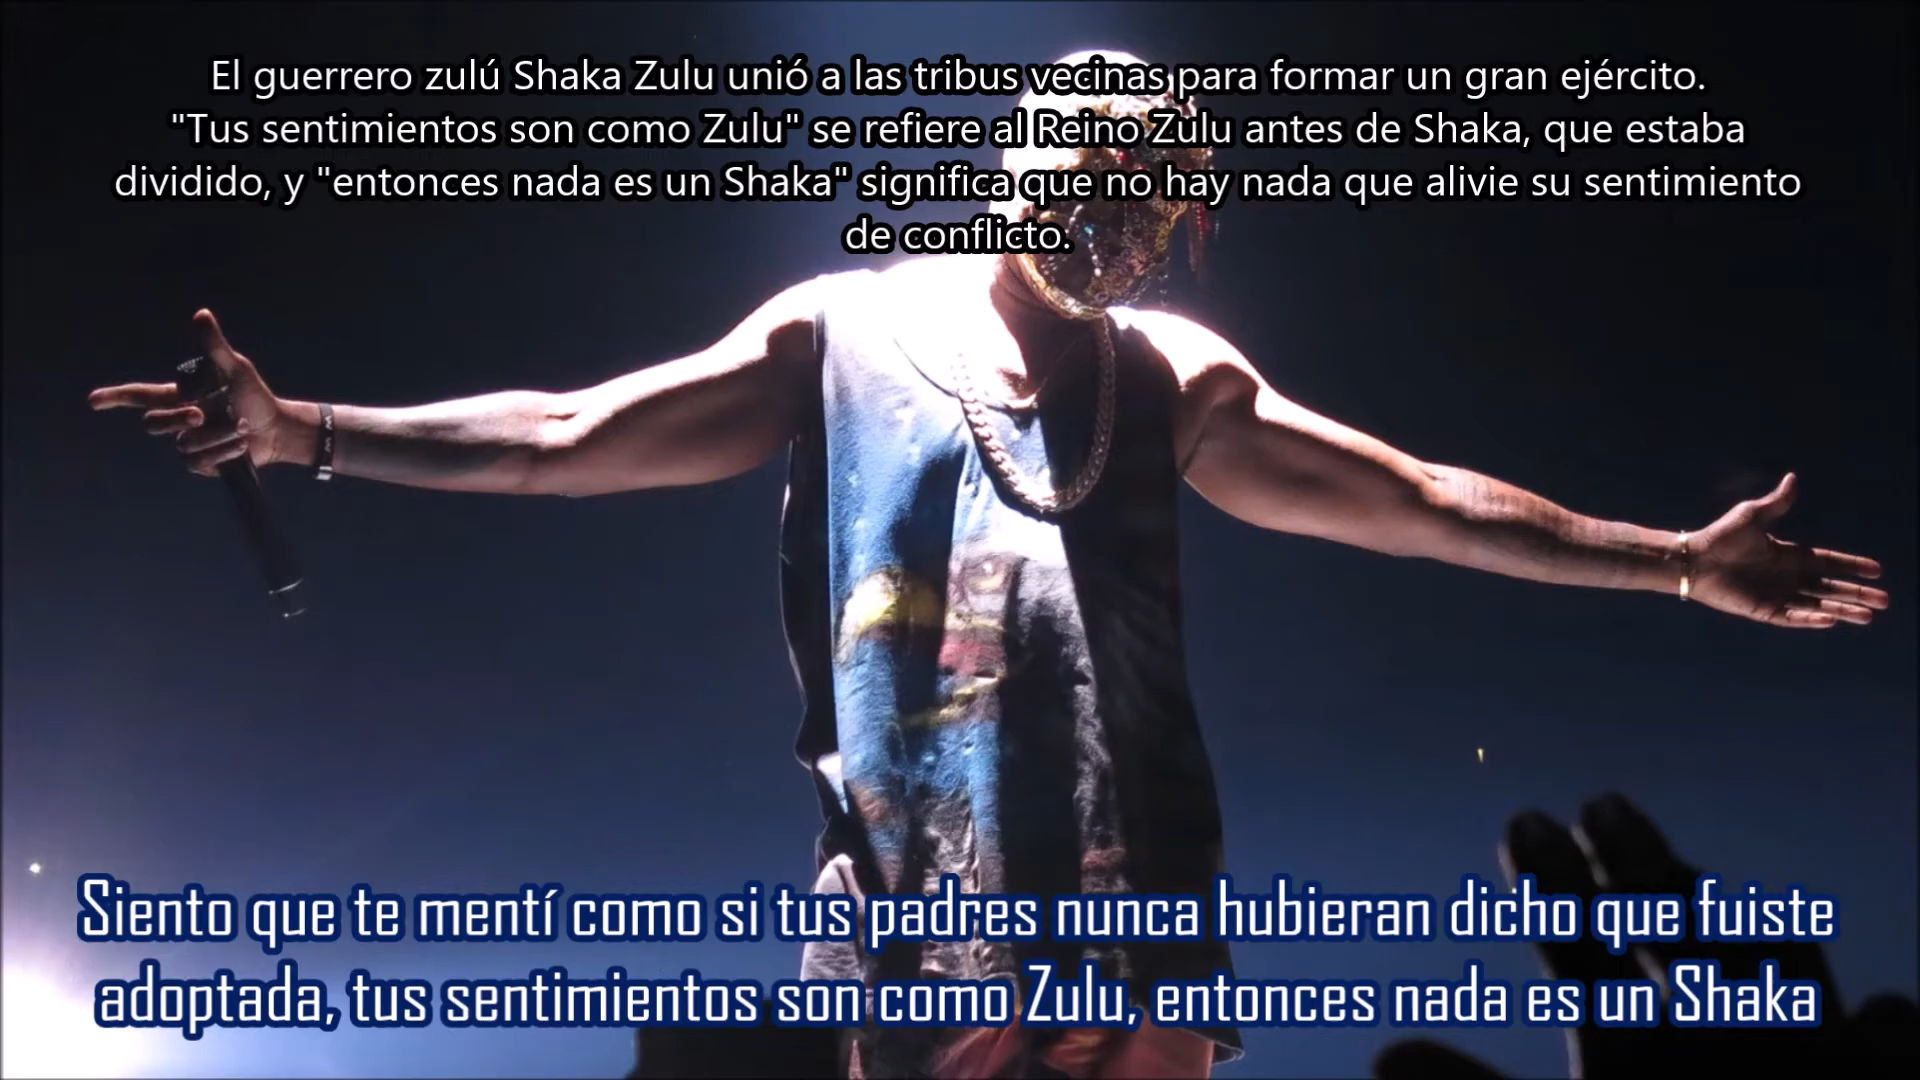 El guerrero zulú Shaka Zulu unió a las tribus vecinas para formar un gran ejército.
"Tus sentimientos son como Zulu" se refiere al Reino Zulu antes de Shaka, que estaba
dividido, y "entonces nada es un Shaka" significa que no hay nada que alivie su sentimiento
de conflicto.
Siento que te mentí como si tus padres nunca hubieran dicho que fuiste
adoptada, tus sentimientos son como Zulu, entonces nada es un Shaka